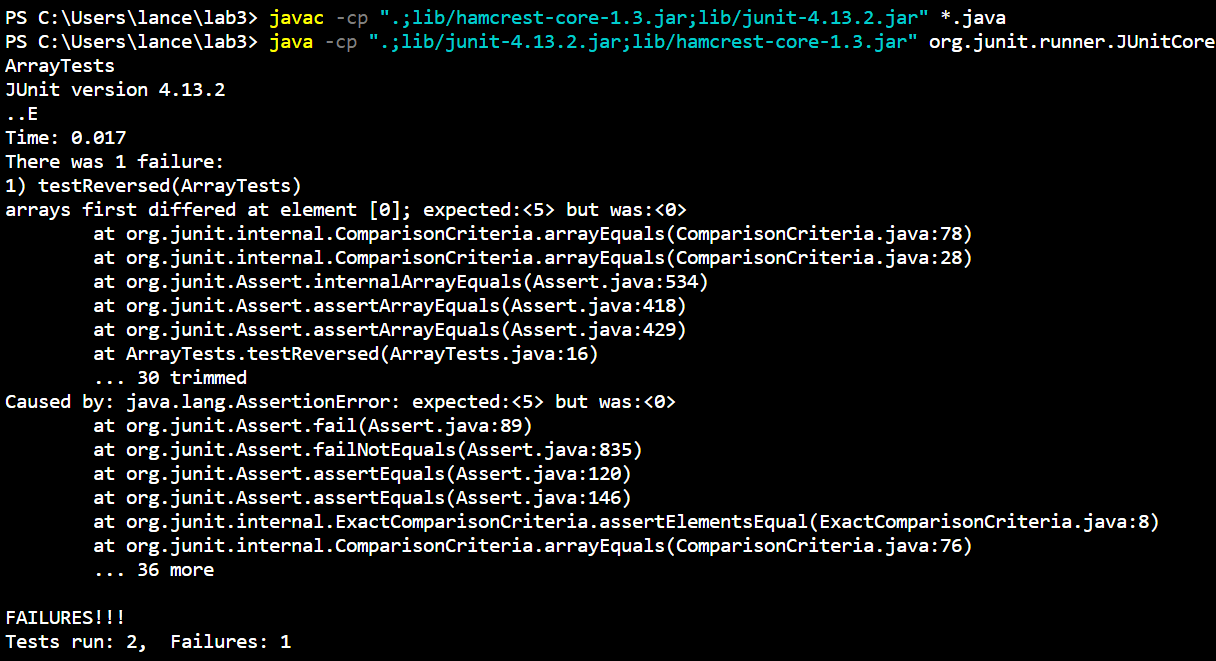 PS C:\Users\lance\lab3> javac -cp ".;lib/hamcrest-core-1.3.jar;lib/junit-4.13.2.jar" *.java
PS C:\Users\lance\lab3> java -cp ".;lib/junit-4.13.2.jar;lib/hamcrest-core-1.3.jar" org.junit.runner.JUnitCore
ArrayTests
JUnit version 4.13.2
..E
Time: 0.017
There was 1 failure:
1) testReversed(ArrayTests)
arrays first differed at element [0]; expected:<5> but was:<0>
        at org.junit.internal.ComparisonCriteria.arrayEquals(ComparisonCriteria.java:78)
        at org.junit.internal.ComparisonCriteria.arrayEquals(ComparisonCriteria.java:28)
        at org.junit.Assert.internalArrayEquals(Assert.java:534)
        at org.junit.Assert.assertArrayEquals(Assert.java:418)
        at org.junit.Assert.assertArrayEquals(Assert.java:429)
        at ArrayTests.testReversed(ArrayTests.java:16)
        ... 30 trimmed
Caused by: java.lang.AssertionError: expected:<5> but was:<0>
        at org.junit.Assert.fail(Assert.java:89)
        at org.junit.Assert.failNotEquals(Assert.java:835)
        at org.junit.Assert.assertEquals(Assert.java:120)
        at org.junit.Assert.assertEquals(Assert.java:146)
        at org.junit.internal.ExactComparisonCriteria.assertElementsEqual(ExactComparisonCriteria.java:8)
        at org.junit.internal.ComparisonCriteria.arrayEquals(ComparisonCriteria.java:76)
        ... 36 more

FAILURES!!!
Tests run: 2,  Failures: 1